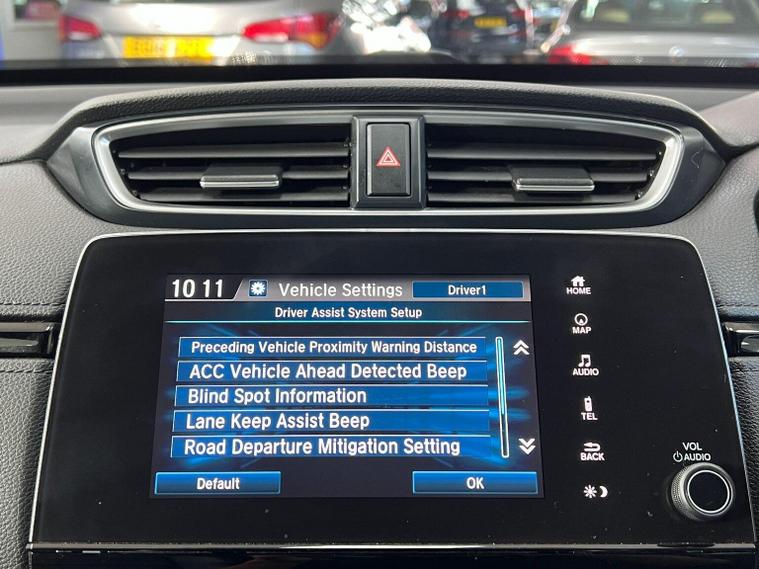 10 11 Vehicle Settings Driver1
Driver Assist System Setup
Preceding Vehicle Proximity Warning Distance
ACC Vehicle Ahead Detected Beep
Blind Spot Information
Lane Keep Assist Beep
Road Departure Mitigation Setting
Default OK
HOME
MAP
AUDIO
TEL
BACK
VOL
AUDIO